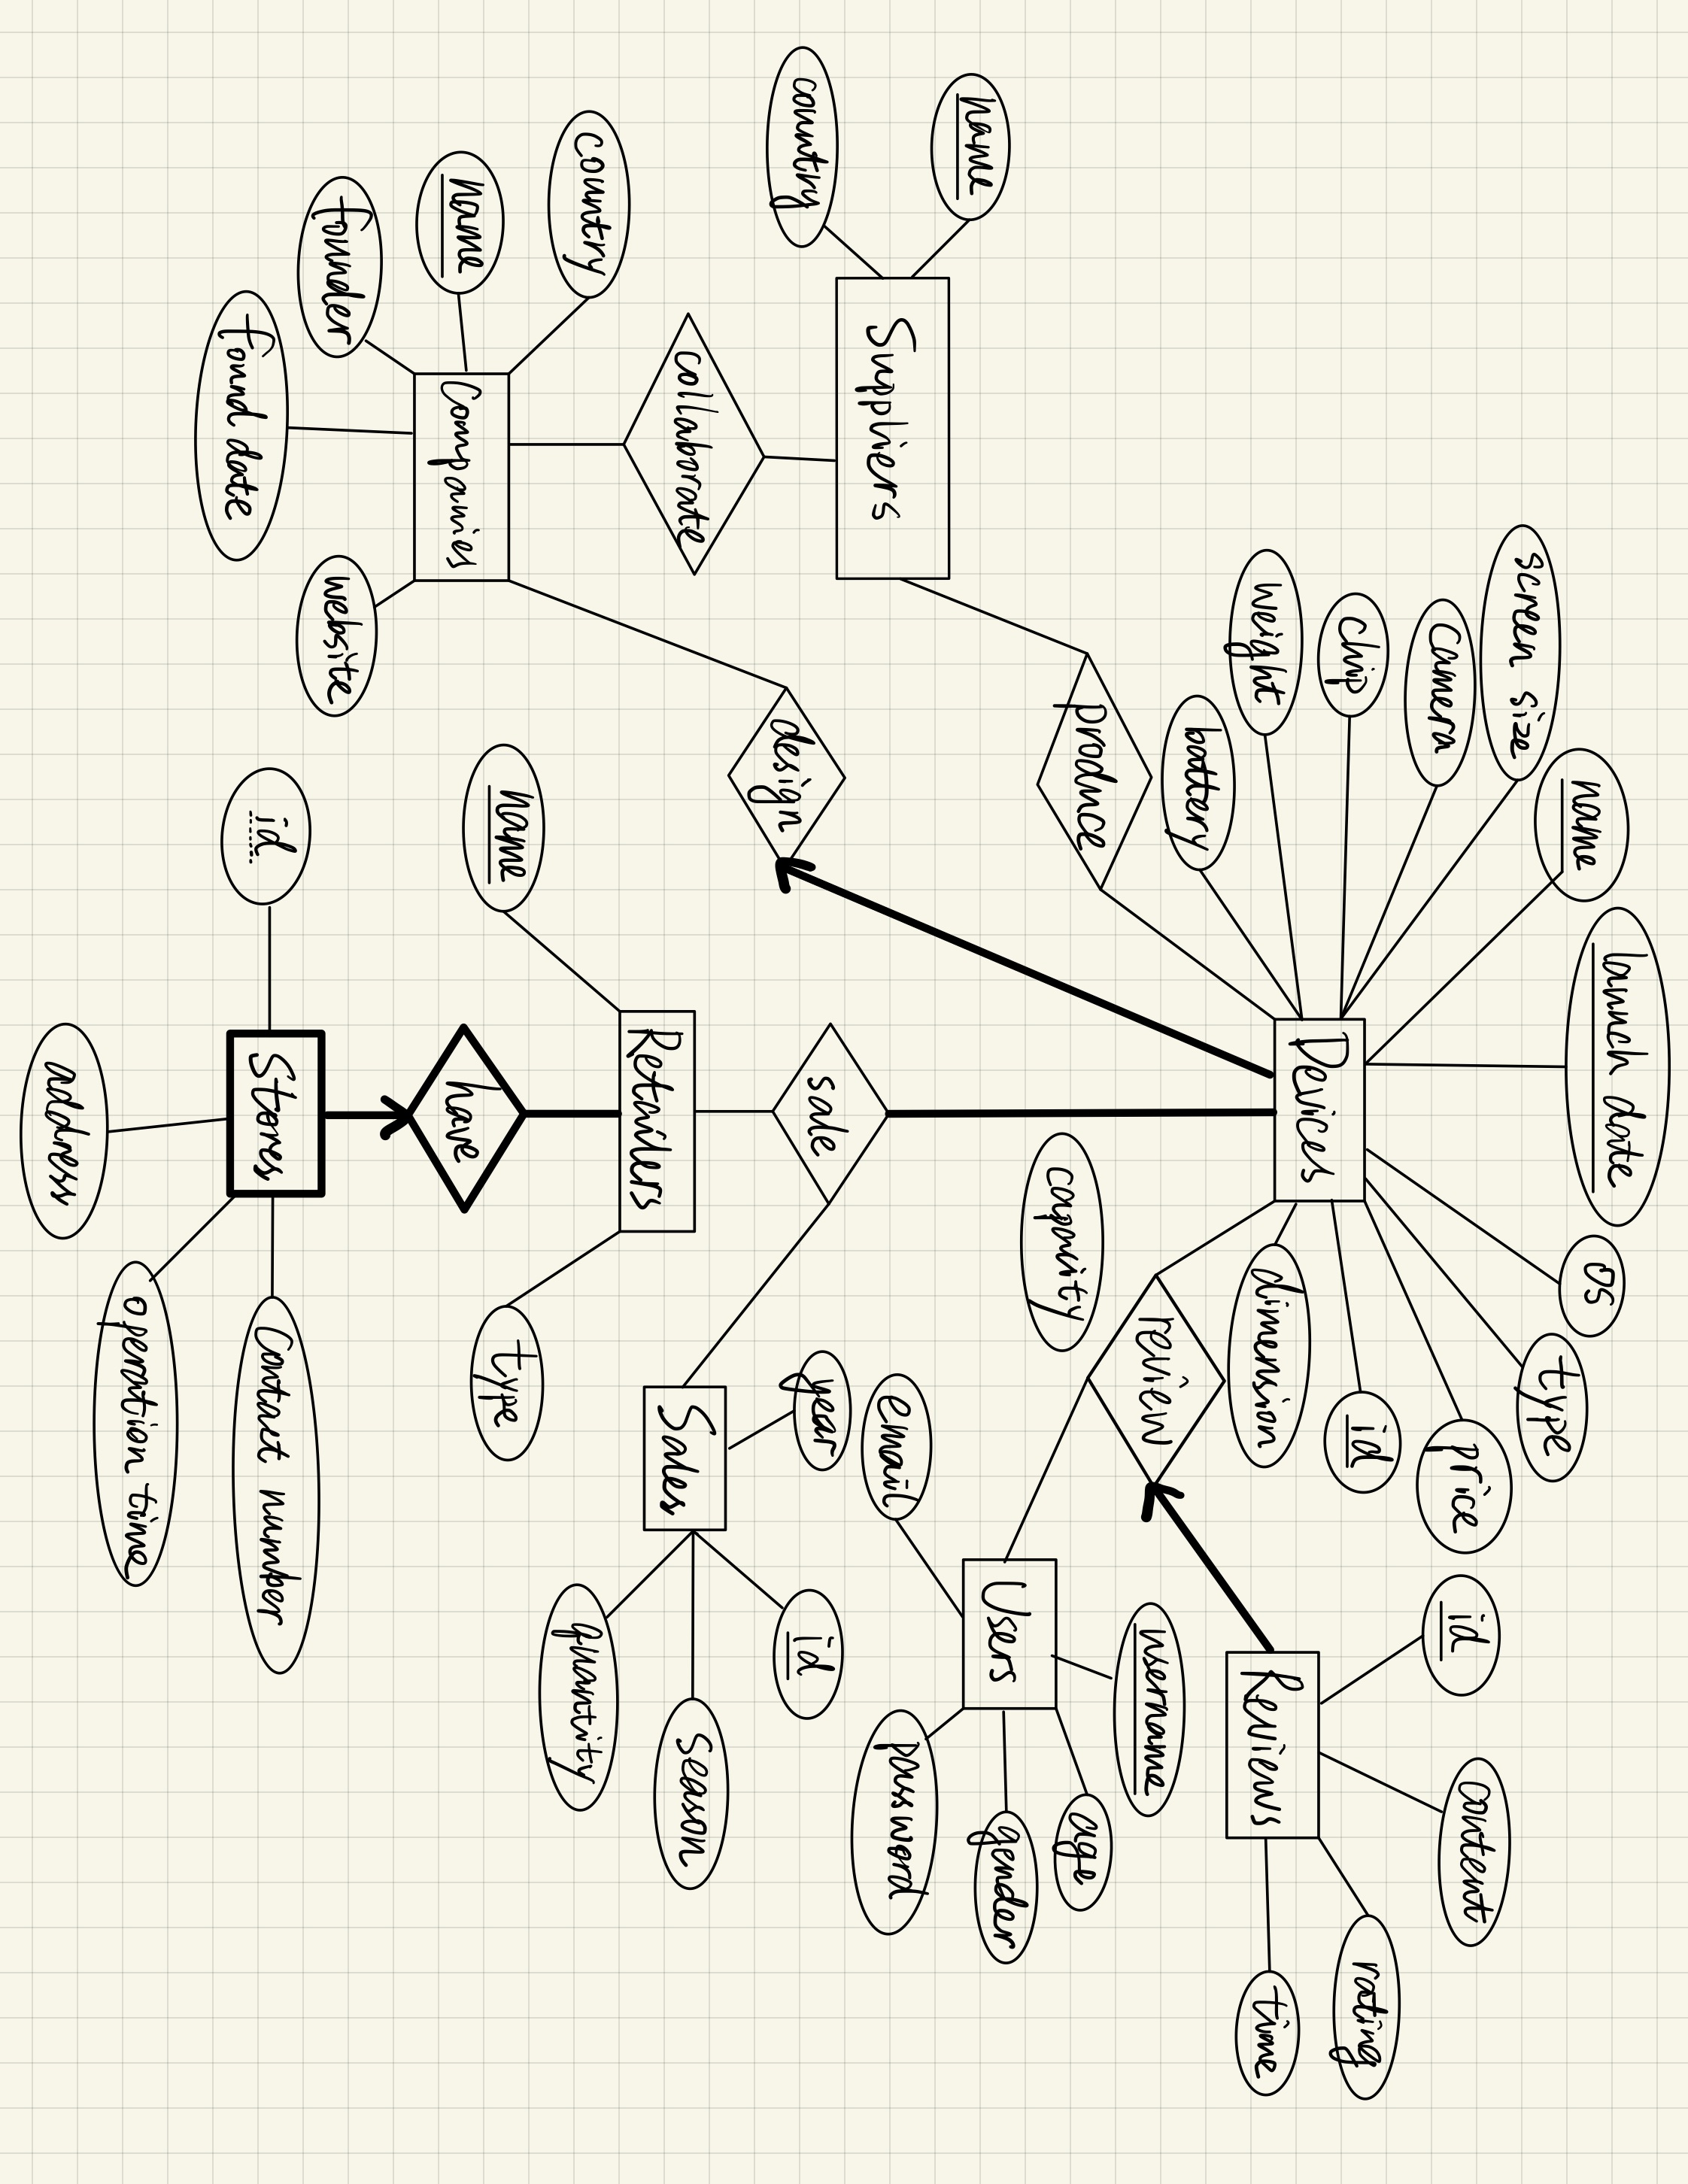 launch date
name
os
type
screen size
price
id
content
camera
chip
id
rating
Devices
weight
dimension
Reviews
time
battery
review
username
produce
capacity
age
Users
gender
name
Suppliers
email
password
country
design
sale
year
id
collaborate
Sales
season
Retailers
country
quantity
name
type
name
Companies
have
founder
website
found date
id
Stores
Contact number
operation time
address